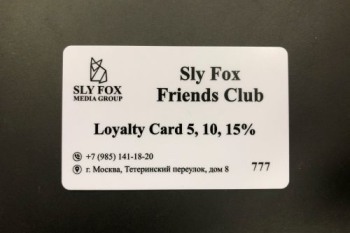 SLY FOX
MEDIA GROUP
Sly Fox
Friends Club
Loyalty Card 5, 10, 15%
+7 (985) 141-18-20
г. Москва, Тетеринский переулок, дом 8
777